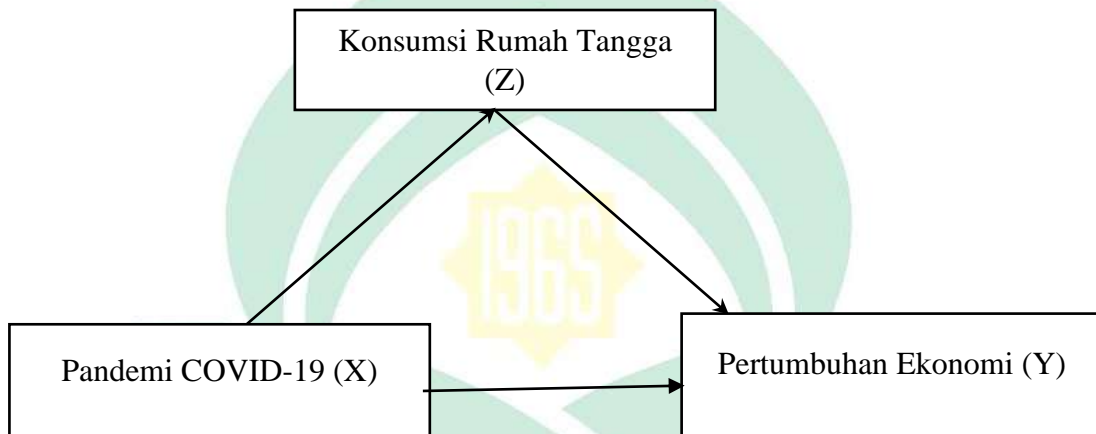 Konsumsi Rumah Tangga
(Z)
1965
Pandemi COVID-19 (X)
Pertumbuhan Ekonomi (Y)